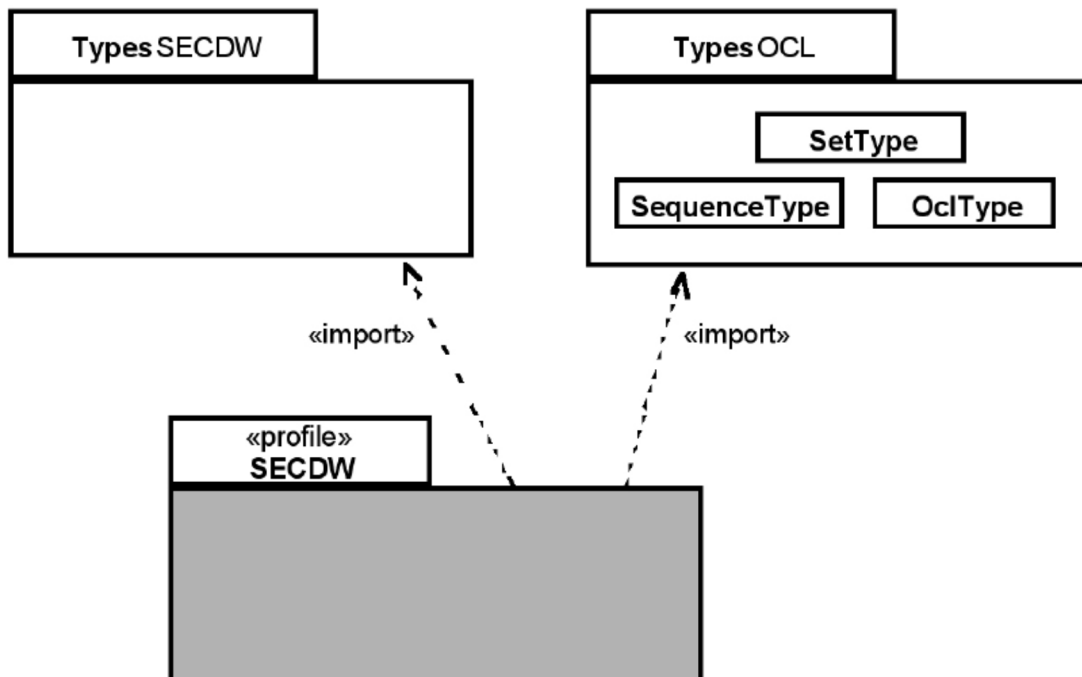 Types SECDW
Types OCL
SetType
SequenceType
OclType
«import»
«import»
«profile»
SECDW